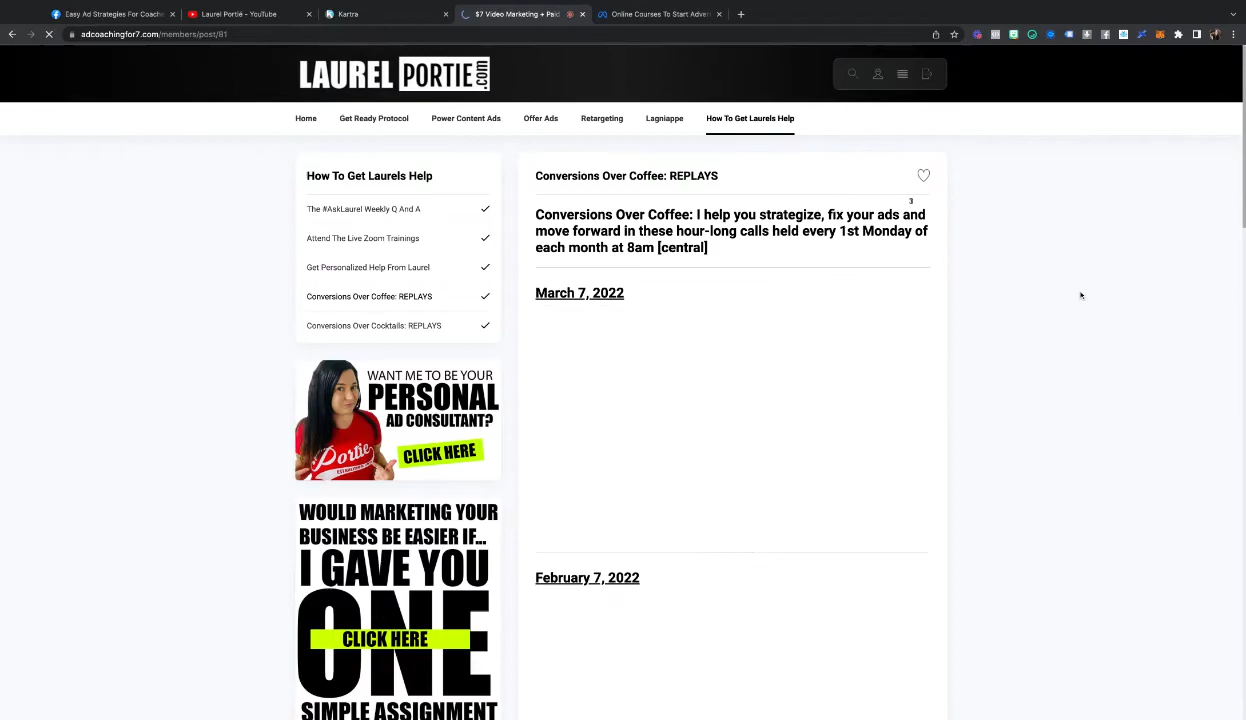 Easy Ad Strategies For Coache
Laurel Portié - YouTube
Kartra
$7 Video Marketing + Paid
Online Courses To Start Adver
adcoachingfor7.com/members/post/81
LAUREL PORTIE.com
Home
Get Ready Protocol
Power Content Ads
Offer Ads
Retargeting
Lagniappe
How To Get Laurels Help
How To Get Laurels Help
The #AskLaurel Weekly Q And A
Attend The Live Zoom Trainings
Get Personalized Help From Laurel
Conversions Over Coffee: REPLAYS
Conversions Over Cocktails: REPLAYS
WANT ME TO BE YOUR
PERSONAL
AD CONSULTANT?
CLICK HERE
Portie
WOULD MARKETING YOUR
BUSINESS BE EASIER IF...
I GAVE YOU
ONE
CLICK HERE
SIMPLE ASSIGNMENT
Conversions Over Coffee: REPLAYS
3
Conversions Over Coffee: I help you strategize, fix your ads and
move forward in these hour-long calls held every 1st Monday of
each month at 8am [central]
March 7, 2022
February 7, 2022